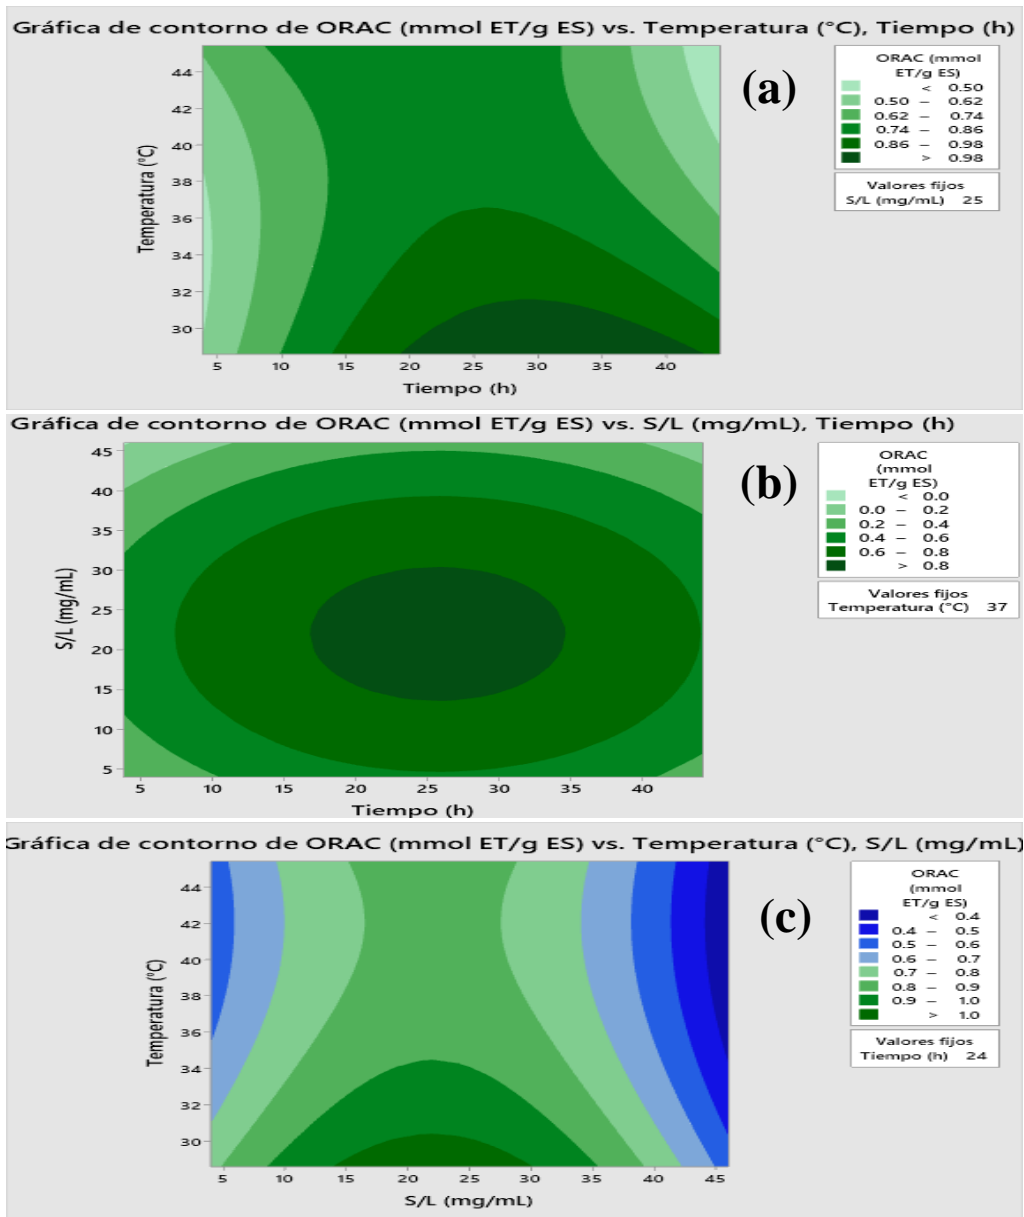 Gráfica de contorno de ORAC (mmol ET/g ES) vs. Temperatura (°C), Tiempo (h)
(a)
ORAC (mmol
ET/g ES)
< 0.50
0.50 – 0.62
0.62 – 0.74
0.74 – 0.86
0.86 – 0.98
> 0.98
Valores fijos
S/L (mg/mL) 25
Temperatura (°C)
44
42
40
38
36
34
32
30
5 10 15 20 25 30 35 40
Tiempo (h)
Gráfica de contorno de ORAC (mmol ET/g ES) vs. S/L (mg/mL), Tiempo (h)
(b)
ORAC
(mmol
ET/g ES)
< 0.0
0.0 – 0.2
0.2 – 0.4
0.4 – 0.6
0.6 – 0.8
> 0.8
Valores fijos
Temperatura (°C) 37
S/L (mg/mL)
45
40
35
30
25
20
15
10
5
5 10 15 20 25 30 35 40
Tiempo (h)
Gráfica de contorno de ORAC (mmol ET/g ES) vs. Temperatura (°C), S/L (mg/mL)
(c)
ORAC
(mmol
ET/g ES)
< 0.4
0.4 – 0.5
0.5 – 0.6
0.6 – 0.7
0.7 – 0.8
0.8 – 0.9
0.9 – 1.0
> 1.0
Valores fijos
Tiempo (h) 24
Temperatura (°C)
44
42
40
38
36
34
32
30
5 10 15 20 25 30 35 40 45
S/L (mg/mL)